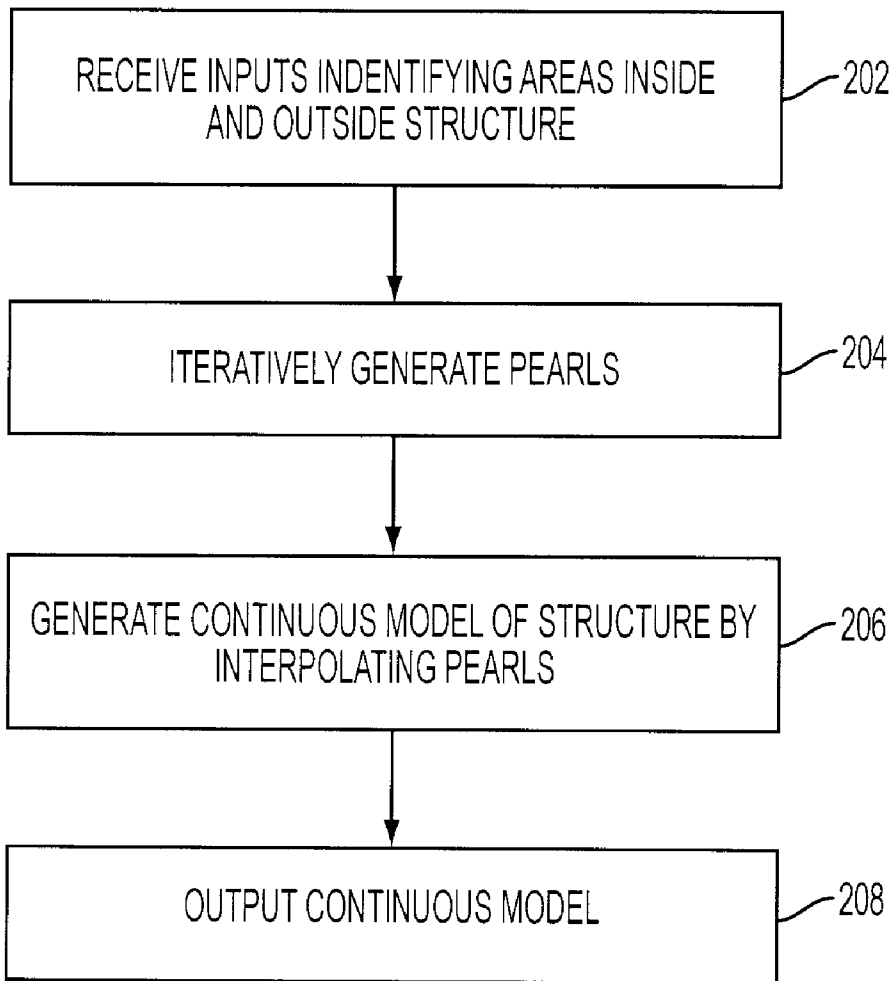 RECEIVE INPUTS INDENTIFYING AREAS INSIDE
AND OUTSIDE STRUCTURE
202
ITERATIVELY GENERATE PEARLS
204
GENERATE CONTINUOUS MODEL OF STRUCTURE BY
INTERPOLATING PEARLS
206
OUTPUT CONTINUOUS MODEL
208